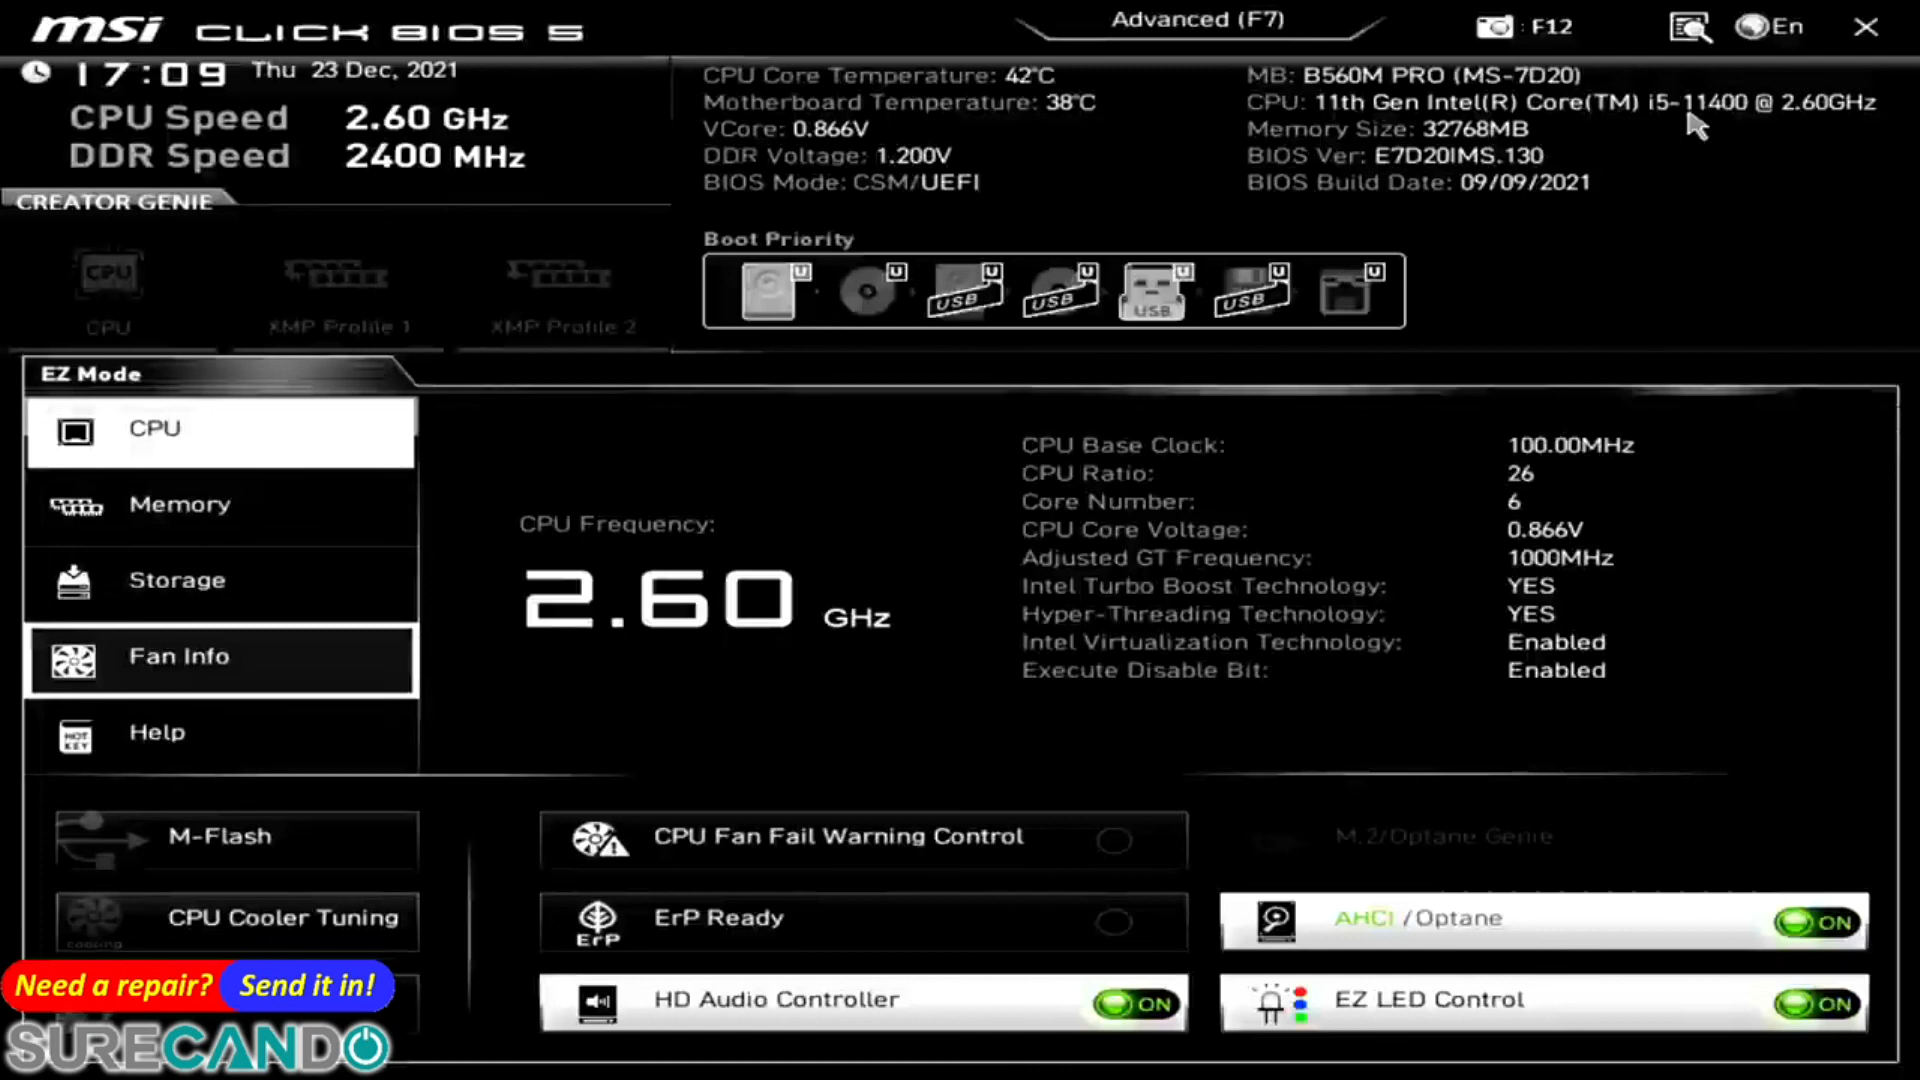 msi CLICK BIOS 5
Advanced (F7)
: F12
En
17:09 Thu 23 Dec, 2021
CPU Speed 2.60 GHz
DDR Speed 2400 MHz
CREATOR GENIE
CPU
CPU
XMP Profile 1
XMP Profile 2
CPU Core Temperature: 42°C
Motherboard Temperature: 38°C
VCore: 0.866V
DDR Voltage: 1.200V
BIOS Mode: CSM/UEFI
MB: B560M PRO (MS-7D20)
CPU: 11th Gen Intel(R) Core(TM) i5-11400 @ 2.60GHz
Memory Size: 32768MB
BIOS Ver: E7D20IMS.130
BIOS Build Date: 09/09/2021
Boot Priority
U U U U U U U
USB USB USB USB
EZ Mode
CPU
Memory
Storage
Fan Info
HOT KEY Help
CPU Frequency:
2.60 GHz
CPU Base Clock: 100.00MHz
CPU Ratio: 26
Core Number: 6
CPU Core Voltage: 0.866V
Adjusted GT Frequency: 1000MHz
Intel Turbo Boost Technology: YES
Hyper-Threading Technology: YES
Intel Virtualization Technology: Enabled
Execute Disable Bit: Enabled
M-Flash
CPU Cooler Tuning
cooling
CPU Fan Fail Warning Control
ErP Ready
ErP
HD Audio Controller ON
M.2/Optane Genie
AHCI /Optane ON
EZ LED Control ON
Need a repair? Send it in!
SURECANDO